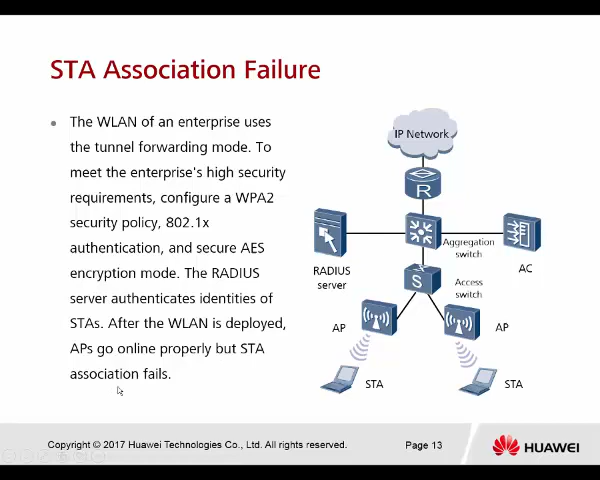 STA Association Failure
• The WLAN of an enterprise uses
the tunnel forwarding mode. To
meet the enterprise's high security
requirements, configure a WPA2
security policy, 802.1x
authentication, and secure AES
encryption mode. The RADIUS
server authenticates identities of
STAs. After the WLAN is deployed,
APs go online properly but STA
association fails.
IP Network
R
Aggregation
switch
RADIUS
server
AC
S
Access
switch
AP
AP
STA
STA
Copyright © 2017 Huawei Technologies Co., Ltd. All rights reserved.
Page 13
HUAWEI